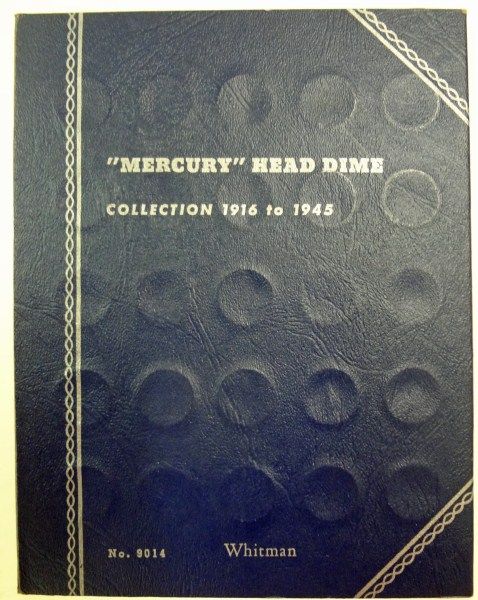 "MERCURY" HEAD DIME
COLLECTION 1916 to 1945
No. 9014 Whitman